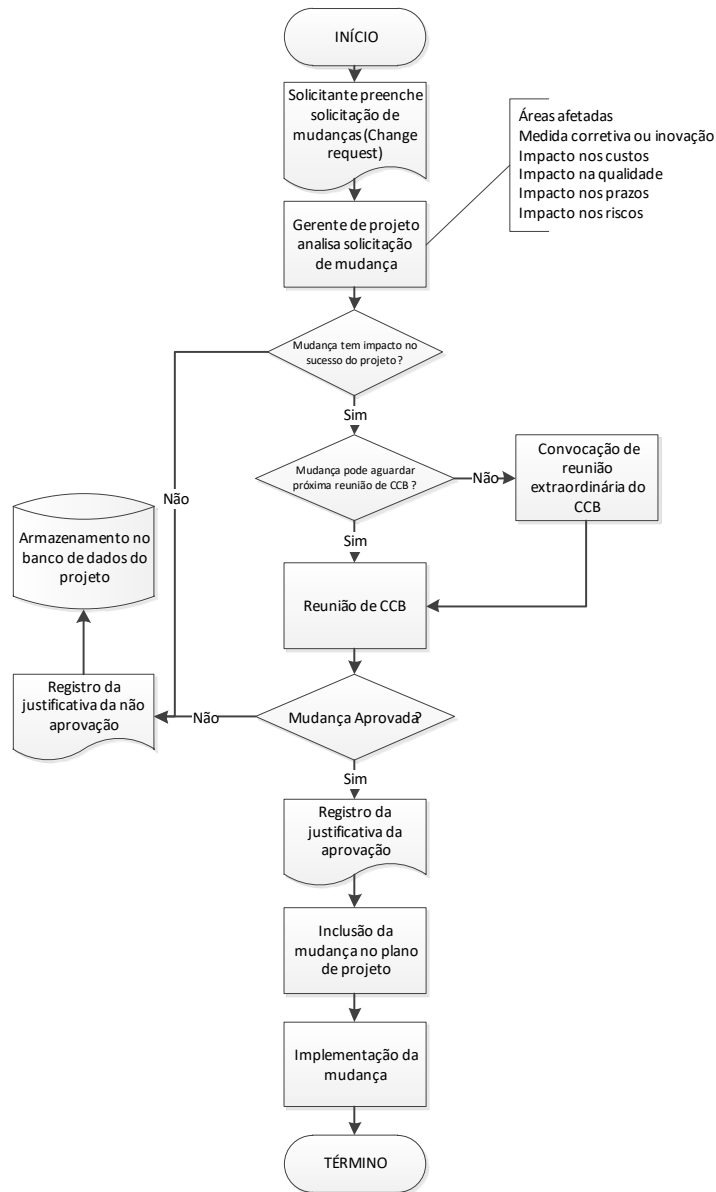 INÍCIO
Solicitante preenche
solicitação de
mudanças (Change
request)
Áreas afetadas
Medida corretiva ou inovação
Impacto nos custos
Impacto na qualidade
Impacto nos prazos
Impacto nos riscos
Gerente de projeto
analisa solicitação
de mudança
Mudança tem impacto no
sucesso do projeto?
Sim
Não
Mudança pode aguardar
próxima reunião de CCB?
Não
Convocação de
reunião
extraordinária do
CCB
Sim
Armazenamento no
banco de dados do
projeto
Reunião de CCB
Registro da
justificativa da não
aprovação
Não
Mudança Aprovada?
Sim
Registro da
justificativa da
aprovação
Inclusão da
mudança no plano
de projeto
Implementação da
mudança
TÉRMINO